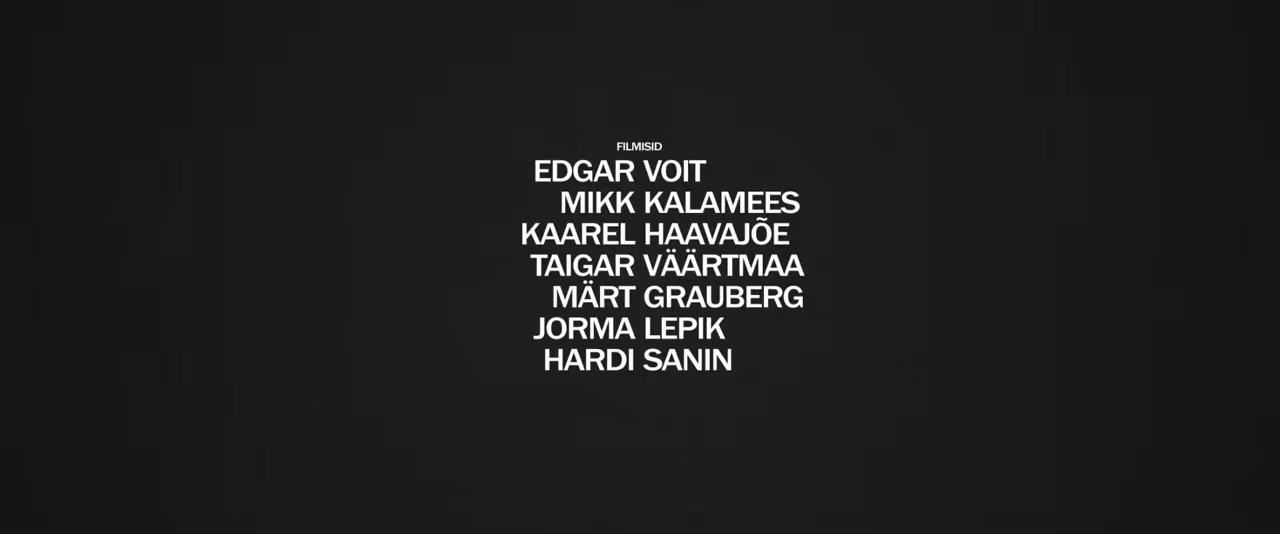 FILMISID
EDGAR VOIT
MIKK KALAMEES
KAAREL HAAVAJÕE
TAIGAR VÄÄRTMAA
MÄRT GRAUBERG
JORMA LEPIK
HARDI SANIN